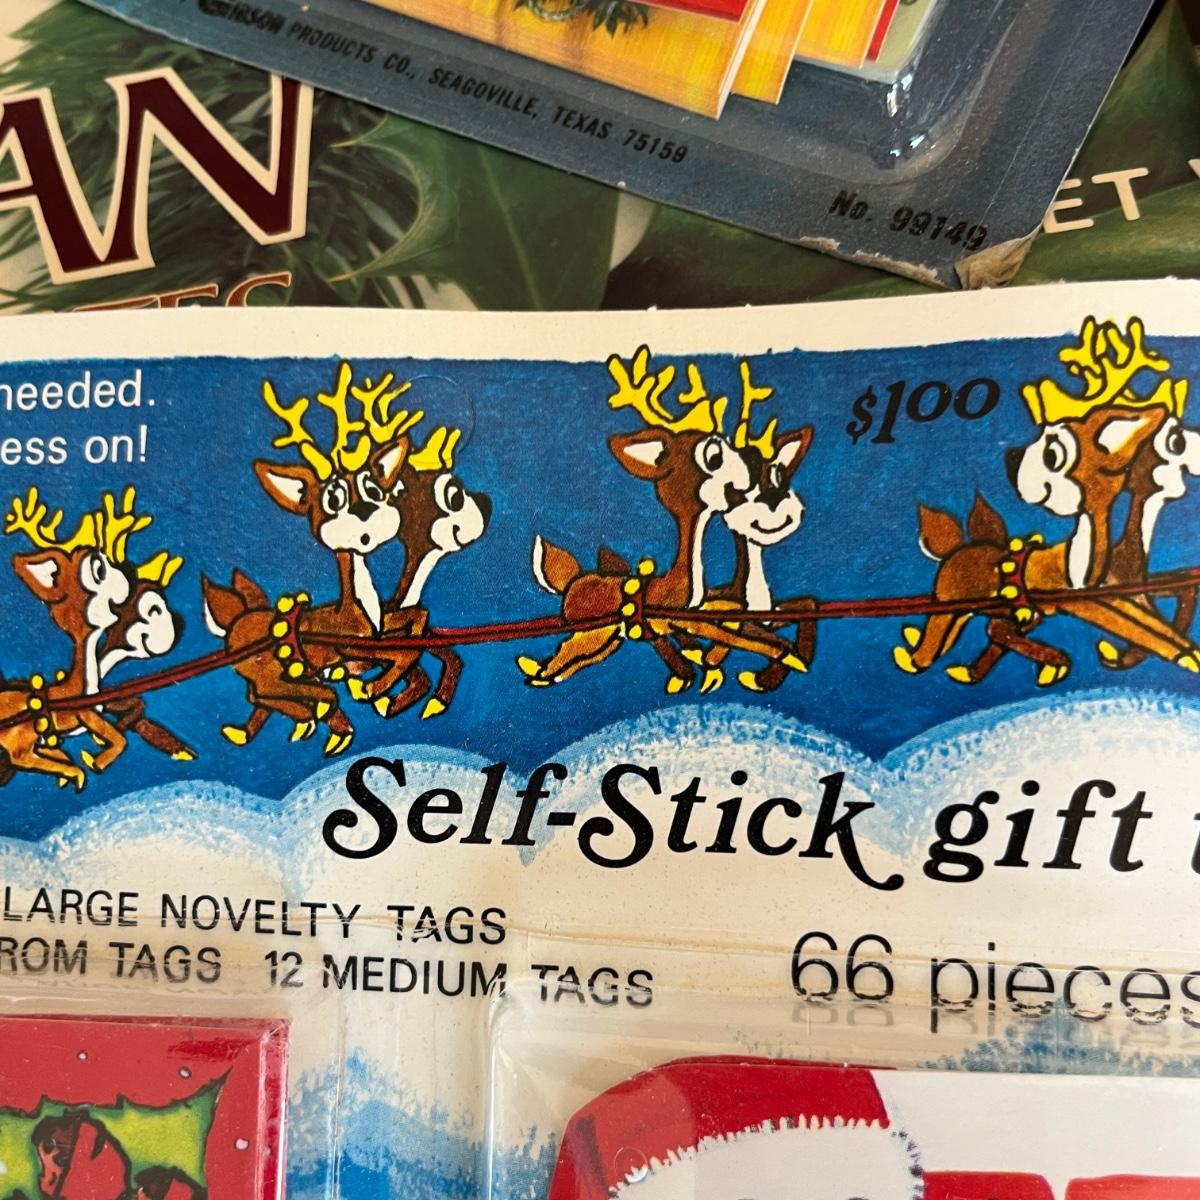 GIBSON PRODUCTS CO., SEAGOVILLE, TEXAS 75159
No. 99149
AN
ET
needed.
ess on!
$1.00
Self-Stick gift
LARGE NOVELTY TAGS
ROM TAGS 12 MEDIUM TAGS
66 pieces